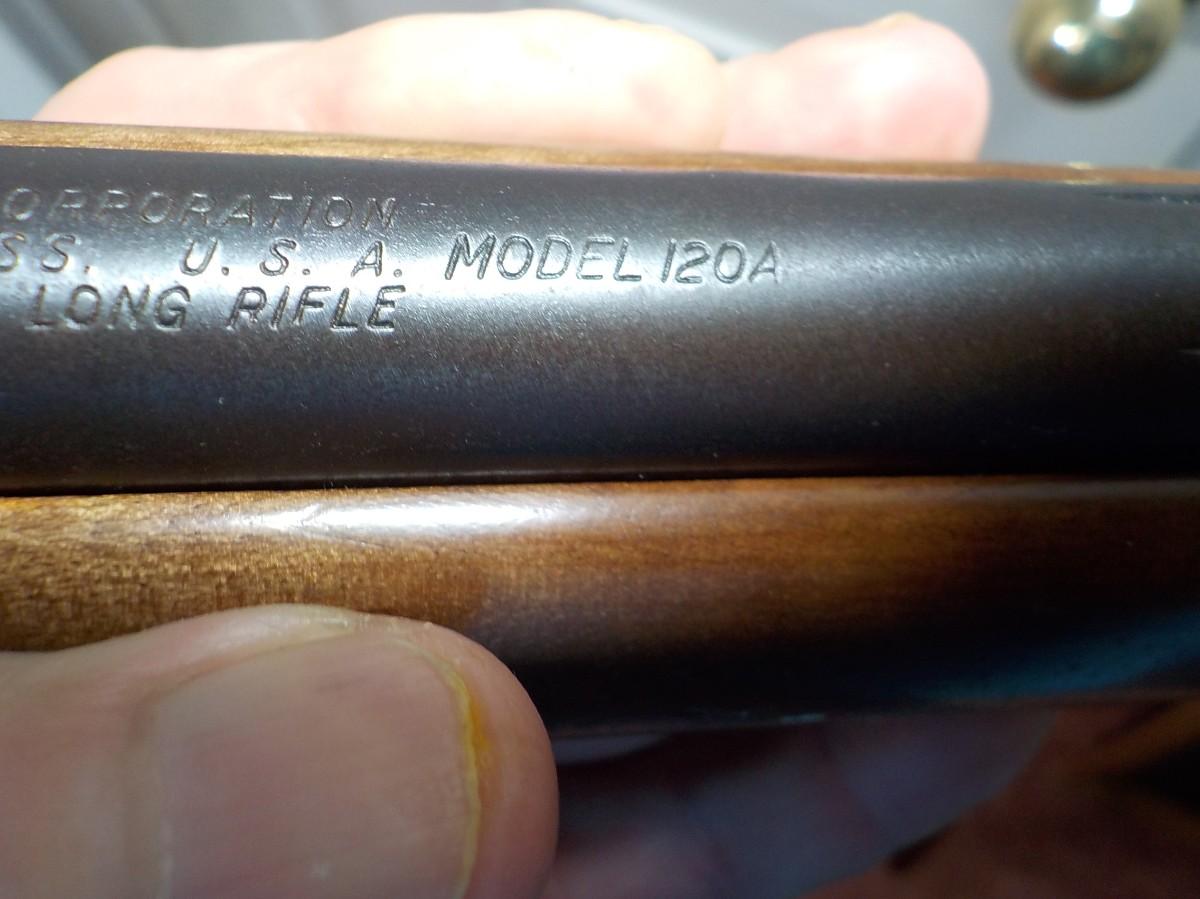 ORPORATION
SS. U. S. A. MODEL 120A
LONG RIFLE